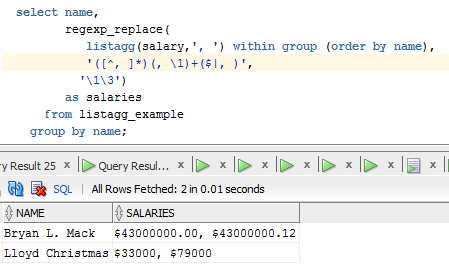 select name,
regexp_replace(
listagg(salary,', ') within group (order by name),
'([^, ]*)(, \1)+($|, )',
'\1\3')
as salaries
from listagg_example
group by name;
ry Result 25 x Query Resul... x x x x x x x
SQL | All Rows Fetched: 2 in 0.01 seconds
NAME SALARIES
Bryan L. Mack $43000000.00, $43000000.12
Lloyd Christmas $33000, $79000